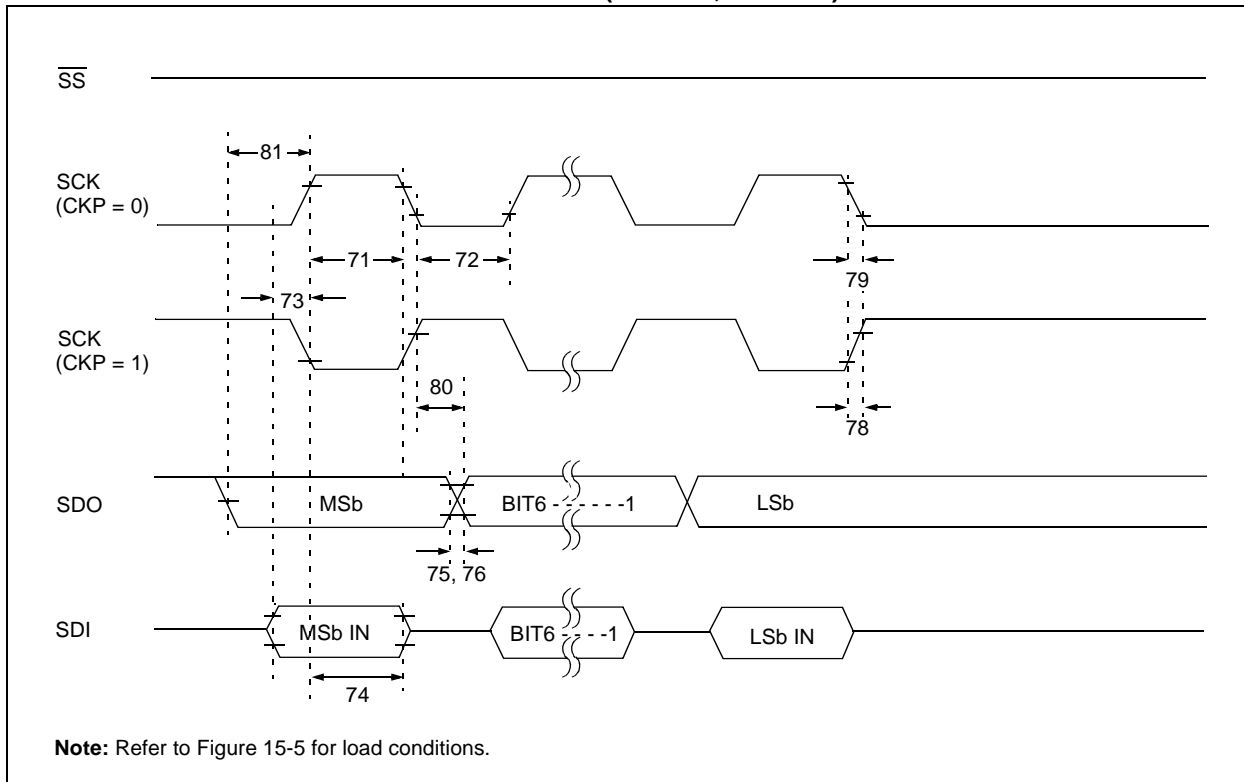 SS
81
SCK
(CKP = 0)
71
72
79
73
SCK
(CKP = 1)
80
78
SDO
MSb
BIT6 - - - - - -1
LSb
75, 76
SDI
MSb IN
BIT6 - - - -1
LSb IN
74
Note: Refer to Figure 15-5 for load conditions.